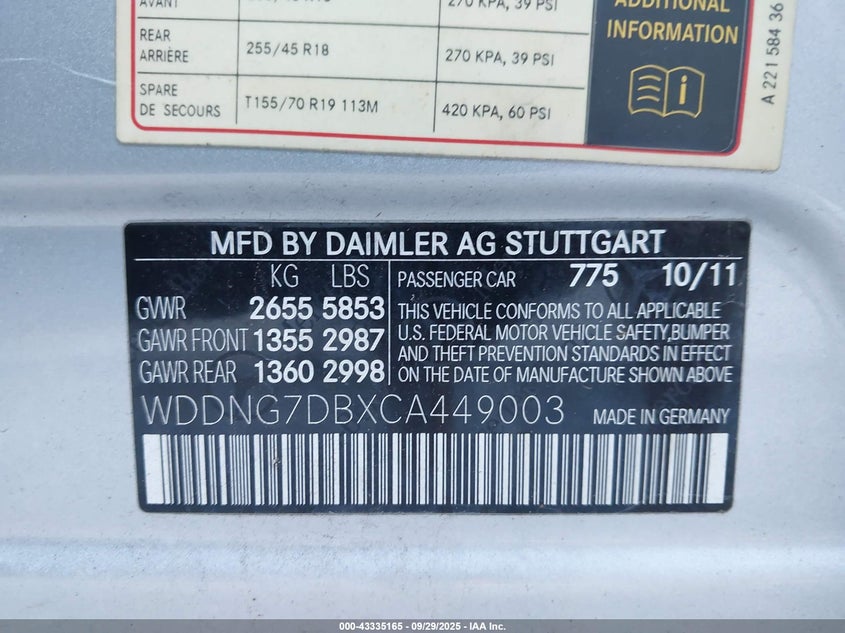 AVANT 270 KPA, 39 PSI
REAR
ARRIÈRE 255/45 R18 270 KPA, 39 PSI
SPARE
DE SECOURS T155/70 R19 113M 420 KPA, 60 PSI
ADDITIONAL
INFORMATION
A 221 584 36
MFD BY DAIMLER AG STUTTGART
KG LBS
GVWR 2655 5853
GAWR FRONT 1355 2987
GAWR REAR 1360 2998
PASSENGER CAR 775 10/11
THIS VEHICLE CONFORMS TO ALL APPLICABLE
U.S. FEDERAL MOTOR VEHICLE SAFETY,BUMPER
AND THEFT PREVENTION STANDARDS IN EFFECT
ON THE DATE OF MANUFACTURE SHOWN ABOVE
WDDNG7DBXCA449003 MADE IN GERMANY
000-43335165 - 09/29/2025 - IAA Inc.